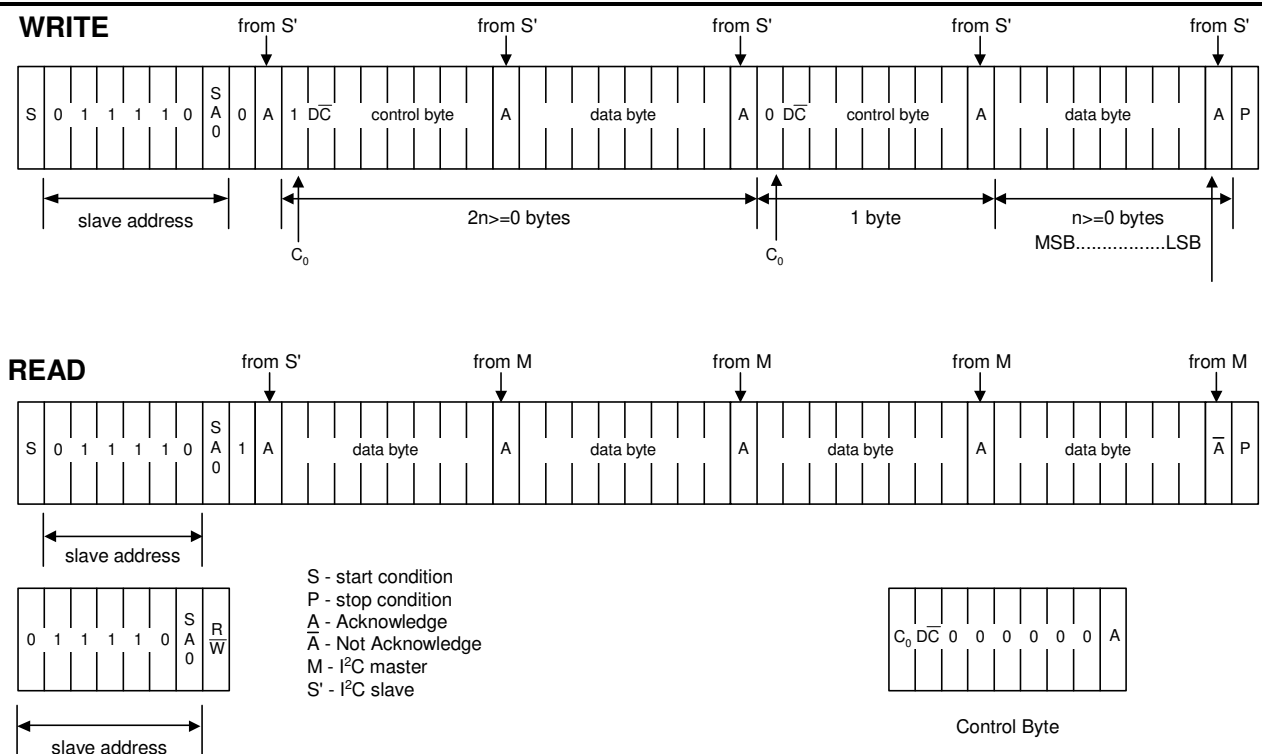 WRITE
from S' from S' from S' from S' from S'
S 0 1 1 1 1 0 SA0 0 A 1 DC̅ control byte A data byte A 0 DC̅ control byte A data byte A P
slave address 2n>=0 bytes 1 byte n>=0 bytes
MSB.................LSB
C₀ C₀
READ
from S' from M from M from M from M
S 0 1 1 1 1 0 SA0 1 A data byte A data byte A data byte A data byte A̅ P
slave address
0 1 1 1 1 0 SA0 R/W̅
slave address
S - start condition
P - stop condition
A - Acknowledge
A̅ - Not Acknowledge
M - I²C master
S' - I²C slave
C₀ DC̅ 0 0 0 0 0 0 A
Control Byte